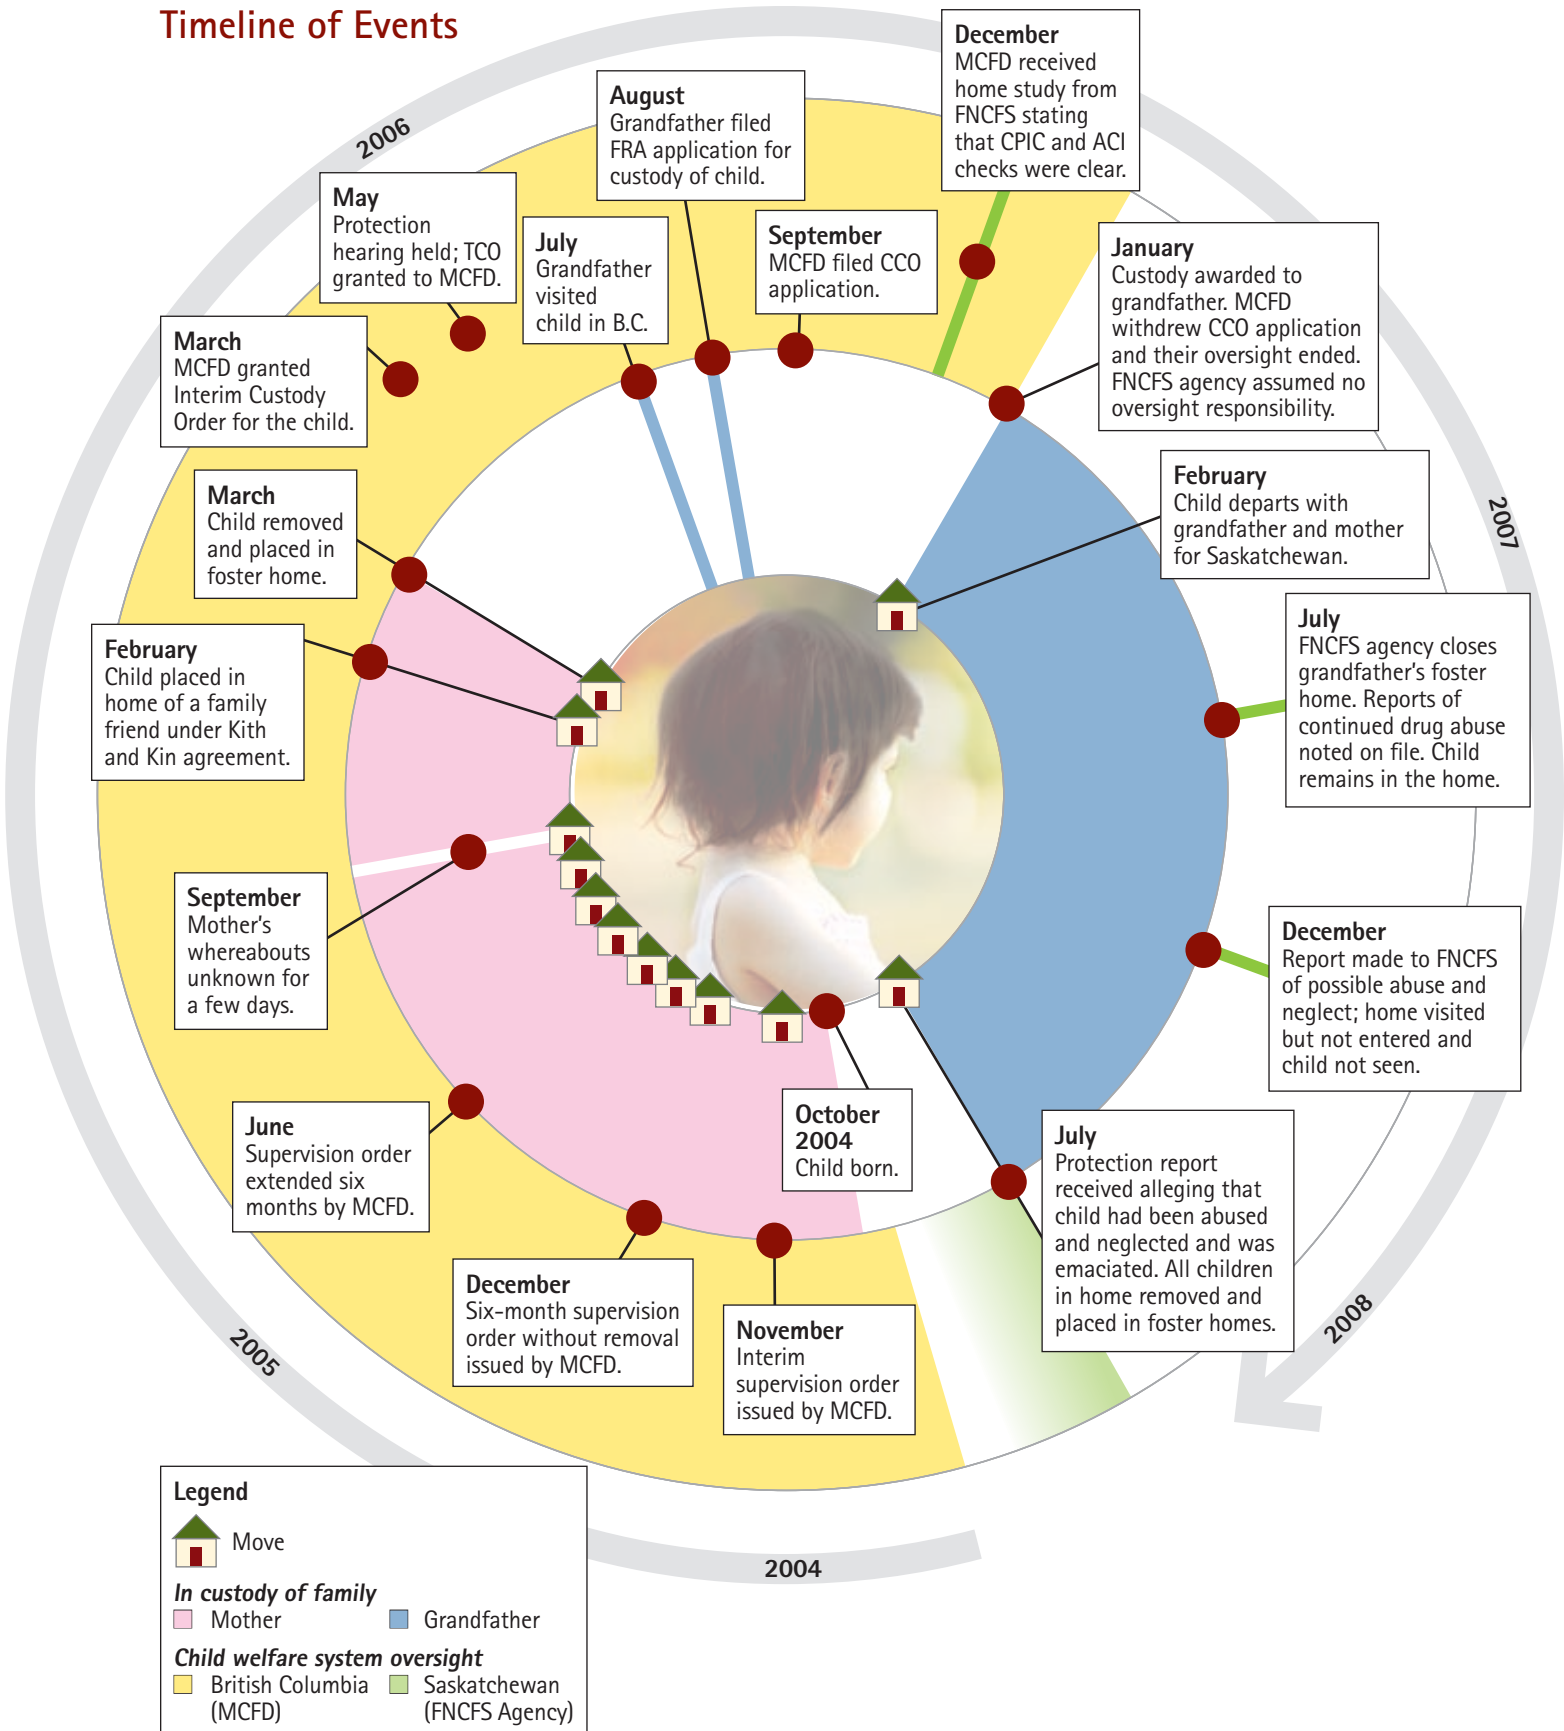 Timeline of Events
October
2004
Child born.
2004
November
Interim
supervision order
issued by MCFD.
December
Six-month supervision
order without removal
issued by MCFD.
2005
June
Supervision order
extended six
months by MCFD.
September
Mother's
whereabouts
unknown for
a few days.
February
Child placed in
home of a family
friend under Kith
and Kin agreement.
March
Child removed
and placed in
foster home.
March
MCFD granted
Interim Custody
Order for the child.
2006
May
Protection
hearing held; TCO
granted to MCFD.
July
Grandfather
visited
child in B.C.
August
Grandfather filed
FRA application for
custody of child.
September
MCFD filed CCO
application.
December
MCFD received
home study from
FNCFS stating
that CPIC and ACI
checks were clear.
January
Custody awarded to
grandfather. MCFD
withdrew CCO application
and their oversight ended.
FNCFS agency assumed no
oversight responsibility.
February
Child departs with
grandfather and mother
for Saskatchewan.
2007
July
FNCFS agency closes
grandfather's foster
home. Reports of
continued drug abuse
noted on file. Child
remains in the home.
December
Report made to FNCFS
of possible abuse and
neglect; home visited
but not entered and
child not seen.
July
Protection report
received alleging that
child had been abused
and neglected and was
emaciated. All children
in home removed and
placed in foster homes.
2008
Legend
Move
In custody of family
Mother Grandfather
Child welfare system oversight
British Columbia Saskatchewan
(MCFD) (FNCFS Agency)